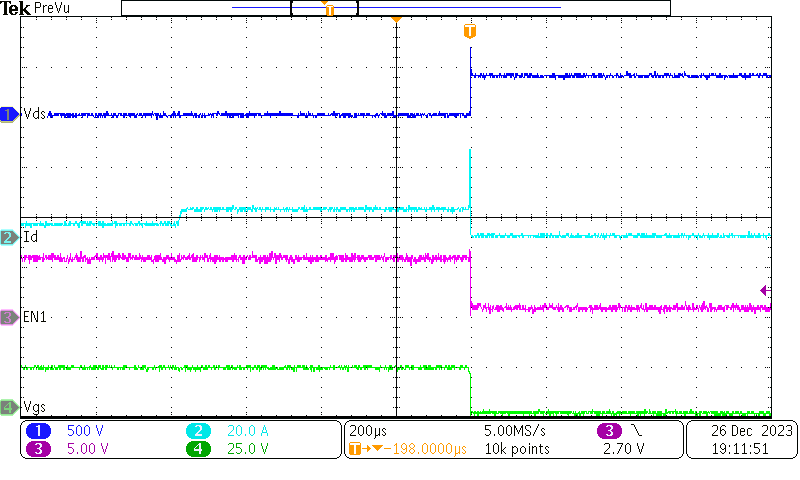 Tek PreVu
T
T
1 Vds
2 Id
3 EN1
4 Vgs
1 500 V 2 20.0 A 200µs 5.00MS/s 3 26 Dec 2023
3 5.00 V 4 25.0 V T→▼−198.0000µs 10k points 2.70 V 19:11:51